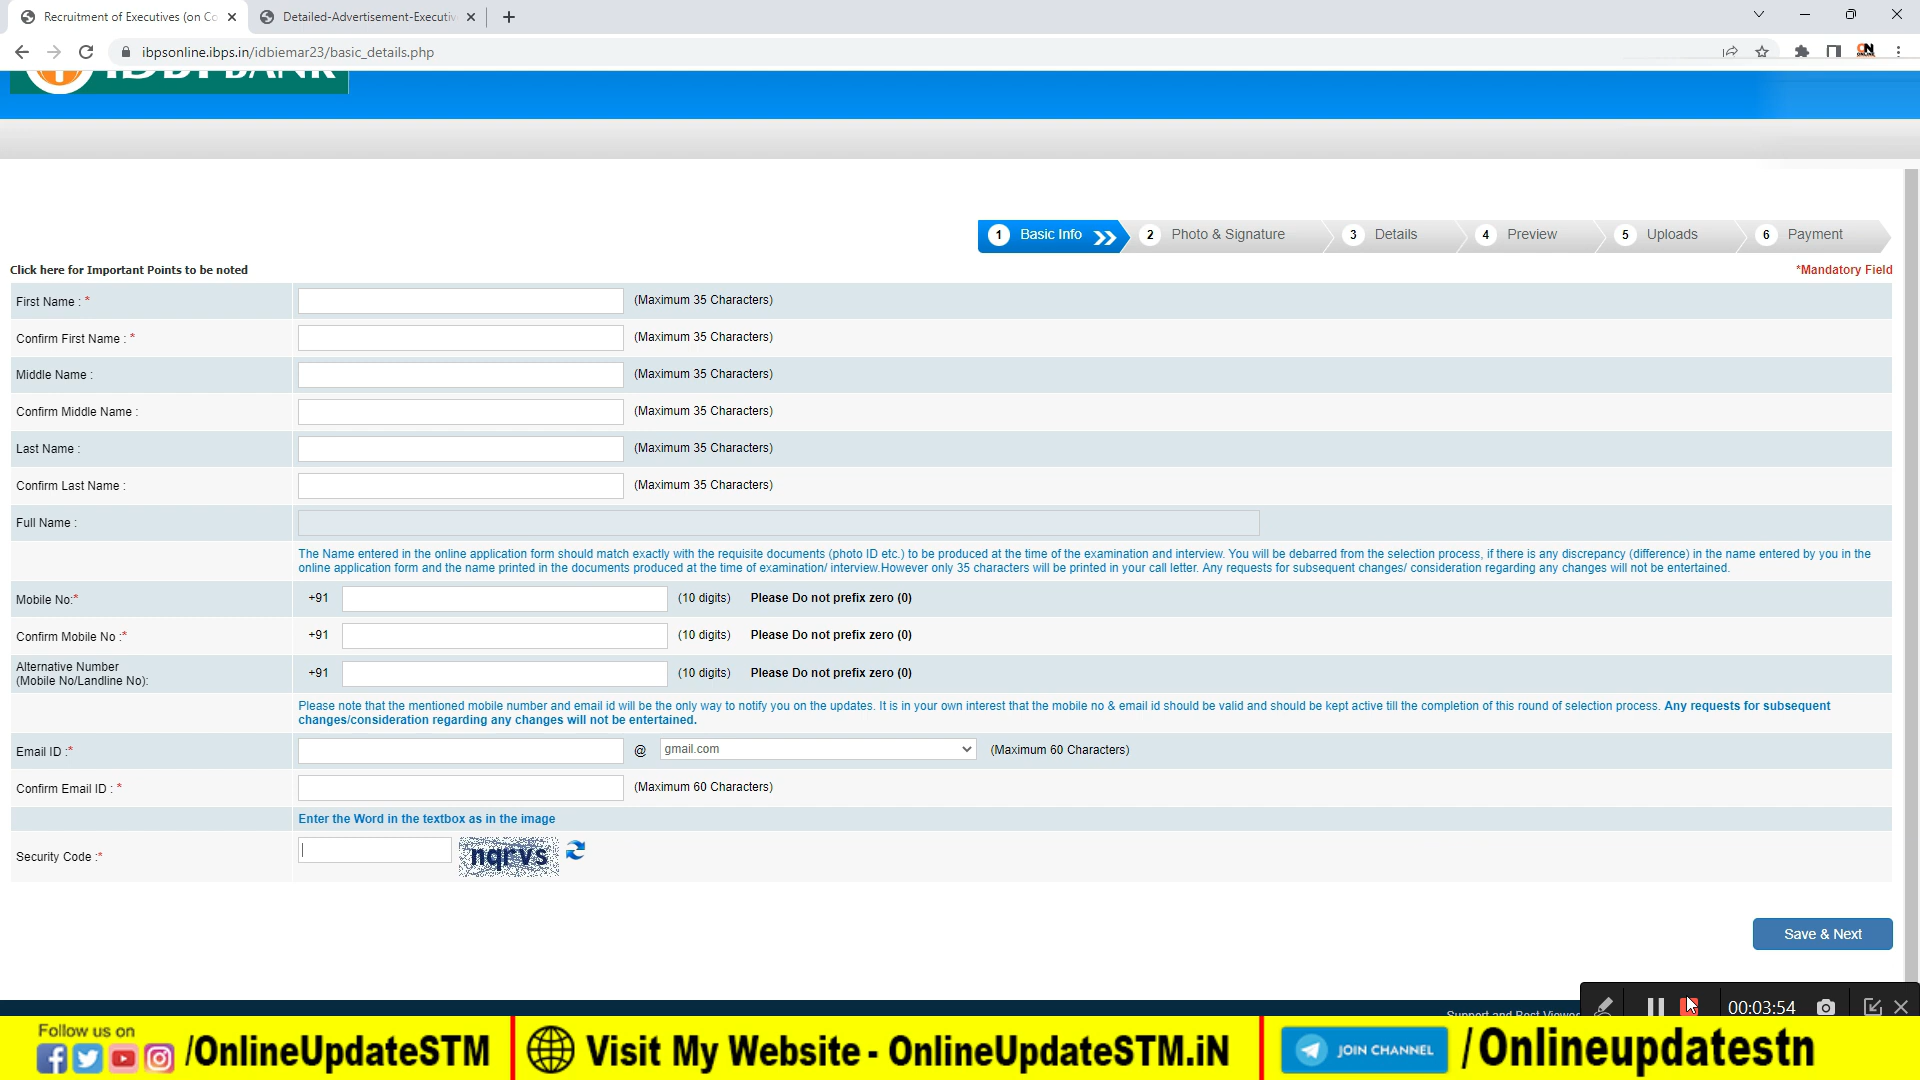 Recruitment of Executives (on Co
Detailed-Advertisement-Executiv
ibpsonline.ibps.in/idbiemar23/basic_details.php
IDBI BANK
1 Basic Info
2 Photo & Signature
3 Details
4 Preview
5 Uploads
6 Payment
Click here for Important Points to be noted
*Mandatory Field
First Name : * (Maximum 35 Characters)
Confirm First Name : * (Maximum 35 Characters)
Middle Name : (Maximum 35 Characters)
Confirm Middle Name : (Maximum 35 Characters)
Last Name : (Maximum 35 Characters)
Confirm Last Name : (Maximum 35 Characters)
Full Name :
The Name entered in the online application form should match exactly with the requisite documents (photo ID etc.) to be produced at the time of the examination and interview. You will be debarred from the selection process, if there is any discrepancy (difference) in the name entered by you in the
online application form and the name printed in the documents produced at the time of examination/ interview.However only 35 characters will be printed in your call letter. Any requests for subsequent changes/ consideration regarding any changes will not be entertained.
Mobile No:* +91 (10 digits) Please Do not prefix zero (0)
Confirm Mobile No :* +91 (10 digits) Please Do not prefix zero (0)
Alternative Number
(Mobile No/Landline No): +91 (10 digits) Please Do not prefix zero (0)
Please note that the mentioned mobile number and email id will be the only way to notify you on the updates. It is in your own interest that the mobile no & email id should be valid and should be kept active till the completion of this round of selection process. Any requests for subsequent
changes/consideration regarding any changes will not be entertained.
Email ID :* @ gmail.com (Maximum 60 Characters)
Confirm Email ID : * (Maximum 60 Characters)
Enter the Word in the textbox as in the image
Security Code :* nqrvs
Save & Next
Support and Best Viewed
00:03:54
Follow us on
/OnlineUpdateSTM
Visit My Website - OnlineUpdateSTM.iN
JOIN CHANNEL
/Onlineupdatestn